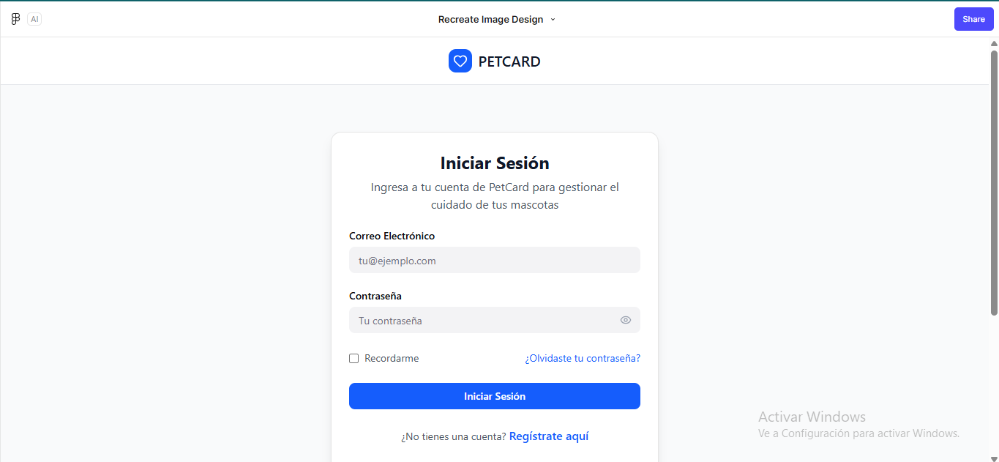 AI
Recreate Image Design
Share
PETCARD
Iniciar Sesión
Ingresa a tu cuenta de PetCard para gestionar el
cuidado de tus mascotas
Correo Electrónico
tu@ejemplo.com
Contraseña
Tu contraseña
Recordarme
¿Olvidaste tu contraseña?
Iniciar Sesión
¿No tienes una cuenta? Regístrate aquí
Activar Windows
Ve a Configuración para activar Windows.